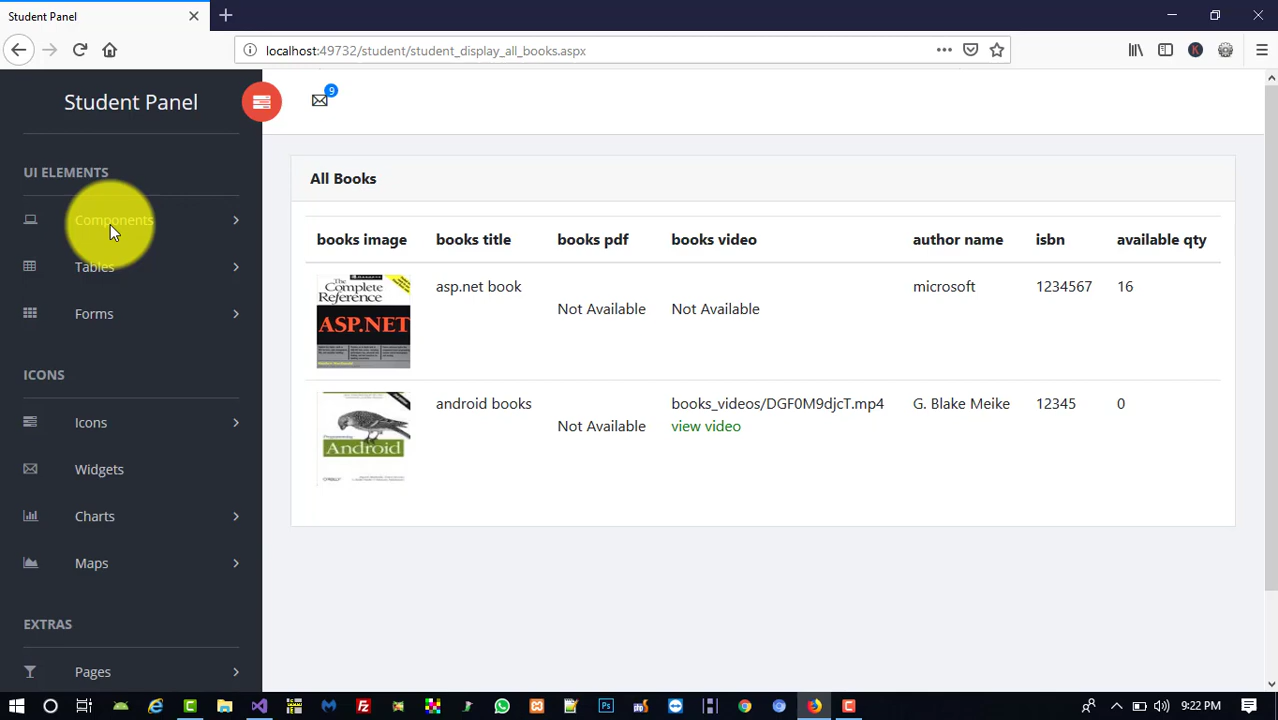 Student Panel
localhost:49732/student/student_display_all_books.aspx
Student Panel
9
UI ELEMENTS
Components
Tables
Forms
ICONS
Icons
Widgets
Charts
Maps
EXTRAS
Pages
All Books
books image books title books pdf books video author name isbn available qty
The Complete Reference
ASP.NET
asp.net book Not Available Not Available microsoft 1234567 16
Programming
Android
O'REILLY
android books Not Available books_videos/DGF0M9djcT.mp4 G. Blake Meike 12345 0
view video
9:22 PM